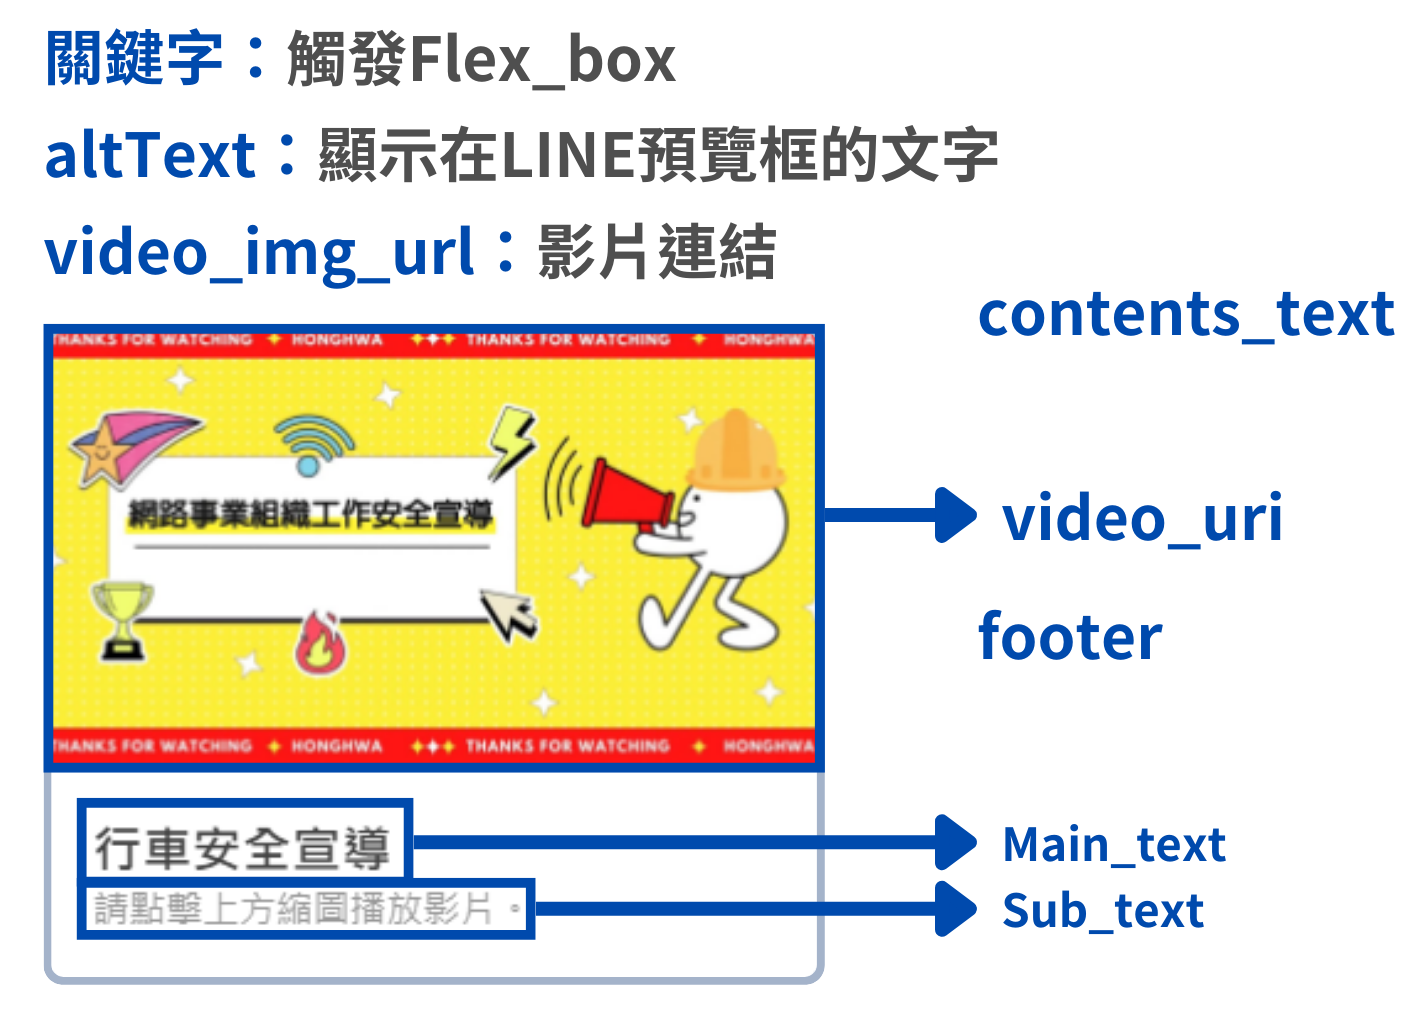 關鍵字：觸發Flex_box
altText：顯示在LINE預覽框的文字
video_img_url：影片連結
contents_text
THANKS FOR WATCHING HONGHWA THANKS FOR WATCHING HONGHWA
網路事業組織工作安全宣導
video_uri
footer
THANKS FOR WATCHING HONGHWA THANKS FOR WATCHING HONGHWA
行車安全宣導
Main_text
請點擊上方縮圖播放影片。
Sub_text